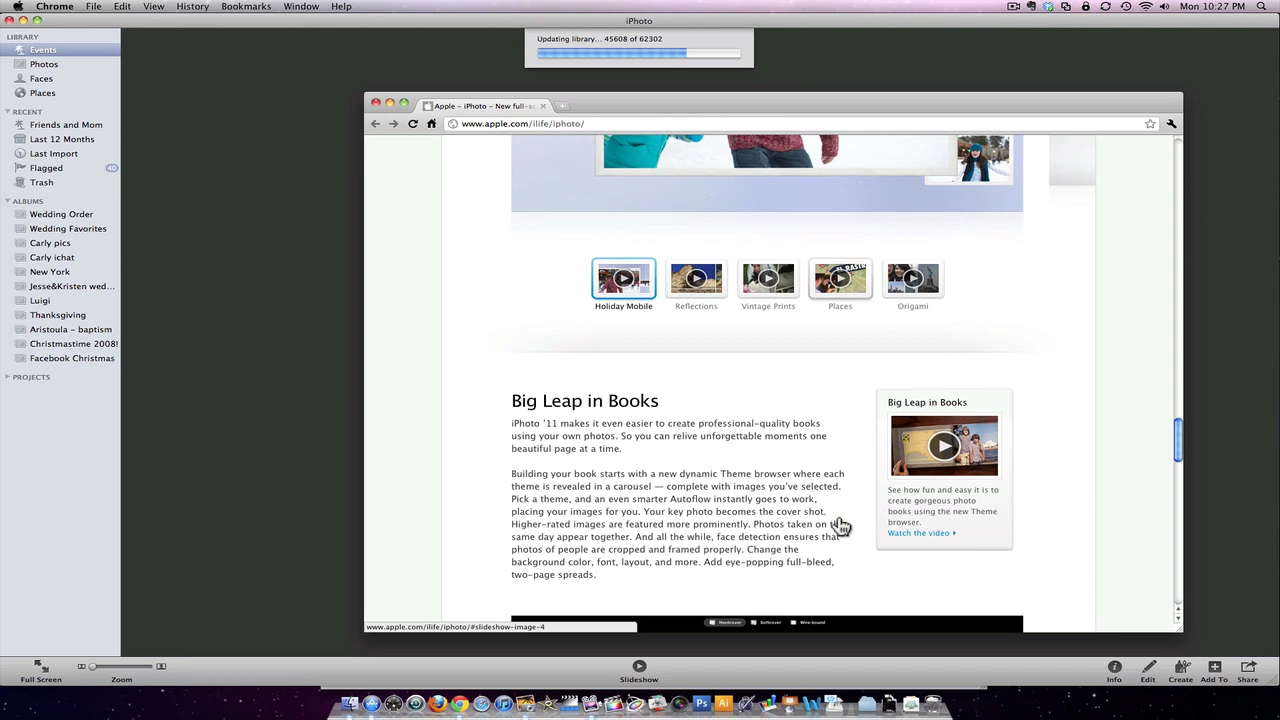 Chrome File Edit View History Bookmarks Window Help Mon 10:27 PM
iPhoto
LIBRARY
Events
Photos
Faces
Places
RECENT
Friends and Mom
Last 12 Months
Last Import
Flagged 40
Trash
ALBUMS
Wedding Order
Wedding Favorites
Carly pics
Carly ichat
New York
Jesse&Kristen wed...
Luigi
Thanksgiving
Aristoula - baptism
Christmastime 2008!
Facebook Christmas
PROJECTS
Updating library... 45608 of 62302
Apple - iPhoto - New full-sc
www.apple.com/ilife/iphoto/
EL RASTR
Holiday Mobile Reflections Vintage Prints Places Origami
Big Leap in Books
iPhoto '11 makes it even easier to create professional-quality books
using your own photos. So you can relive unforgettable moments one
beautiful page at a time.
Building your book starts with a new dynamic Theme browser where each
theme is revealed in a carousel — complete with images you've selected.
Pick a theme, and an even smarter Autoflow instantly goes to work,
placing your images for you. Your key photo becomes the cover shot.
Higher-rated images are featured more prominently. Photos taken on
same day appear together. And all the while, face detection ensures that
photos of people are cropped and framed properly. Change the
background color, font, layout, and more. Add eye-popping full-bleed,
two-page spreads.
Big Leap in Books
See how fun and easy it is to
create gorgeous photo
books using the new Theme
browser.
Watch the video
Hardcover Softcover Wire-bound
www.apple.com/ilife/iphoto/#slideshow-image-4
Full Screen Zoom Slideshow Info Edit Create Add To Share
Ps Ai W